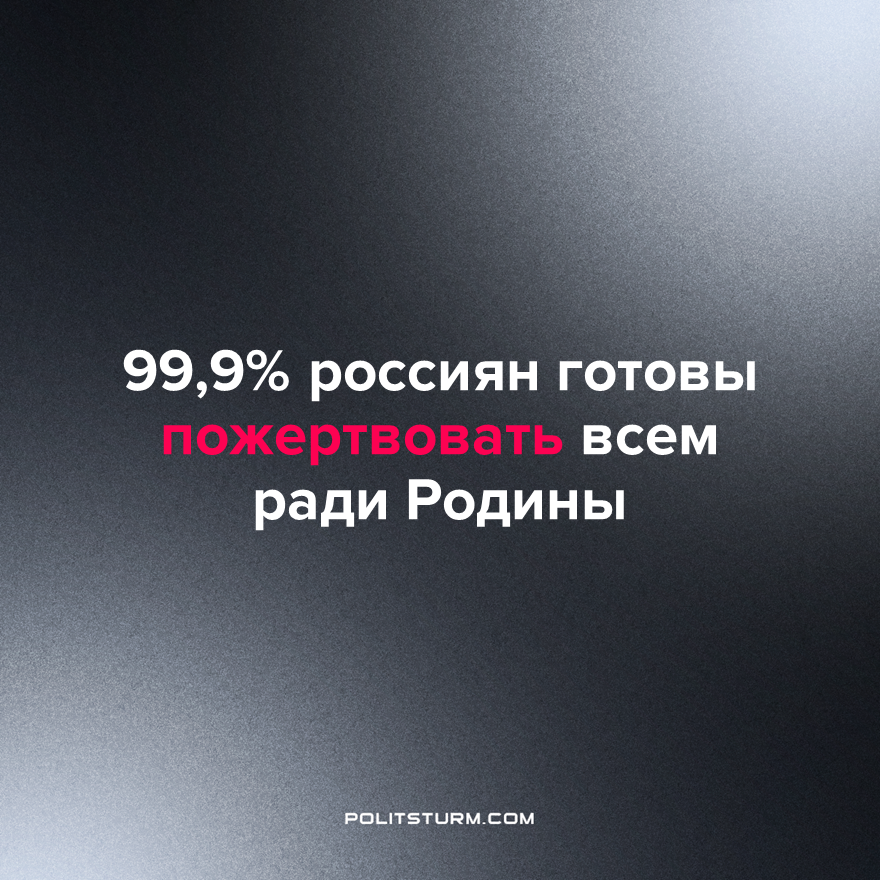 99,9% россиян готовы
пожертвовать всем
ради Родины
POLITSTURM.COM